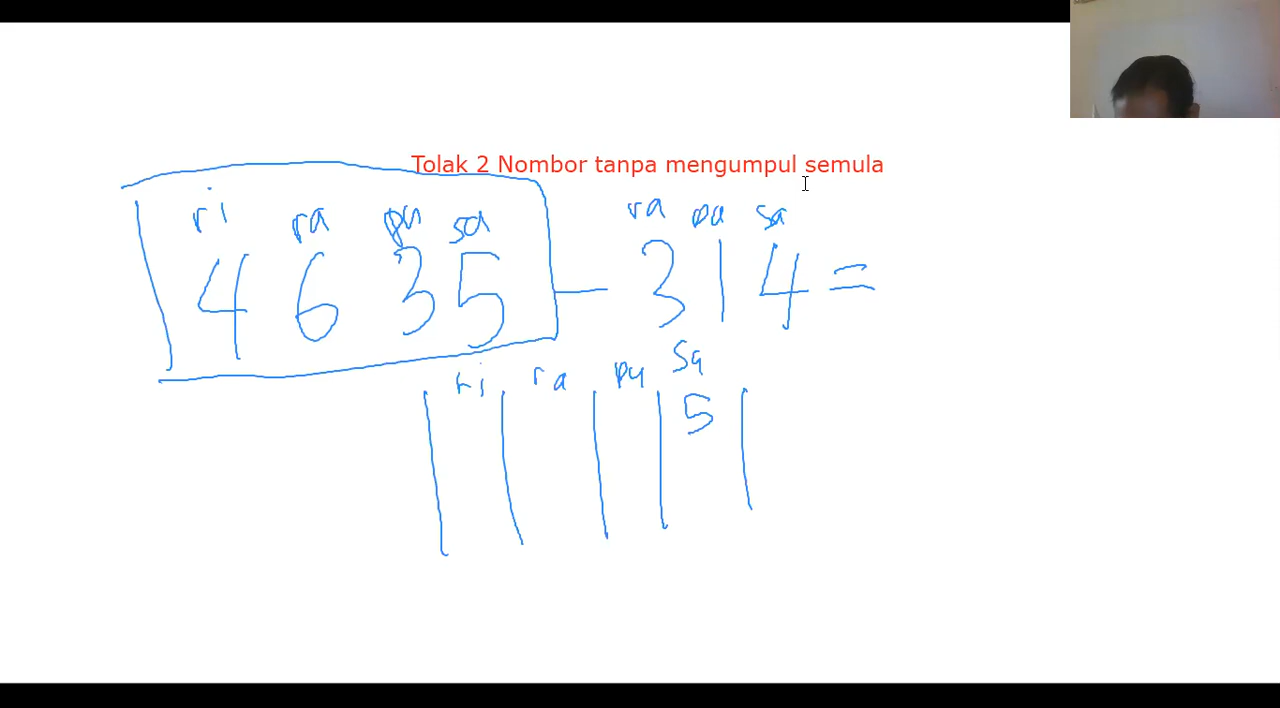 Tolak 2 Nombor tanpa mengumpul semula
ri ra pu sa ra pu sa
4635 - 314 =
ri ra pu sa
5